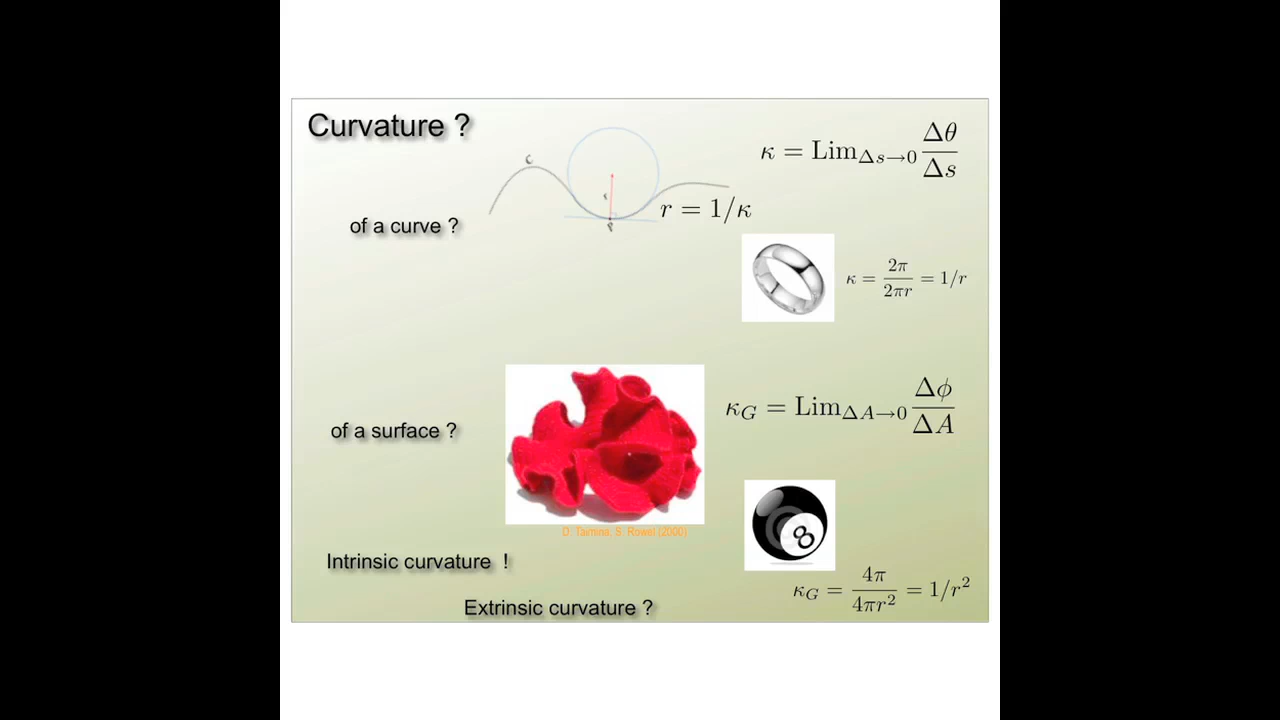 Curvature ?
C
r
P
κ = Lim_{Δs→0} Δθ/Δs
r = 1/κ
of a curve ?
κ = 2π/2πr = 1/r
κ_G = Lim_{ΔA→0} Δϕ/ΔA
of a surface ?
8
D. Taimina, S. Rowel (2000)
Intrinsic curvature !
κ_G = 4π/4πr² = 1/r²
Extrinsic curvature ?